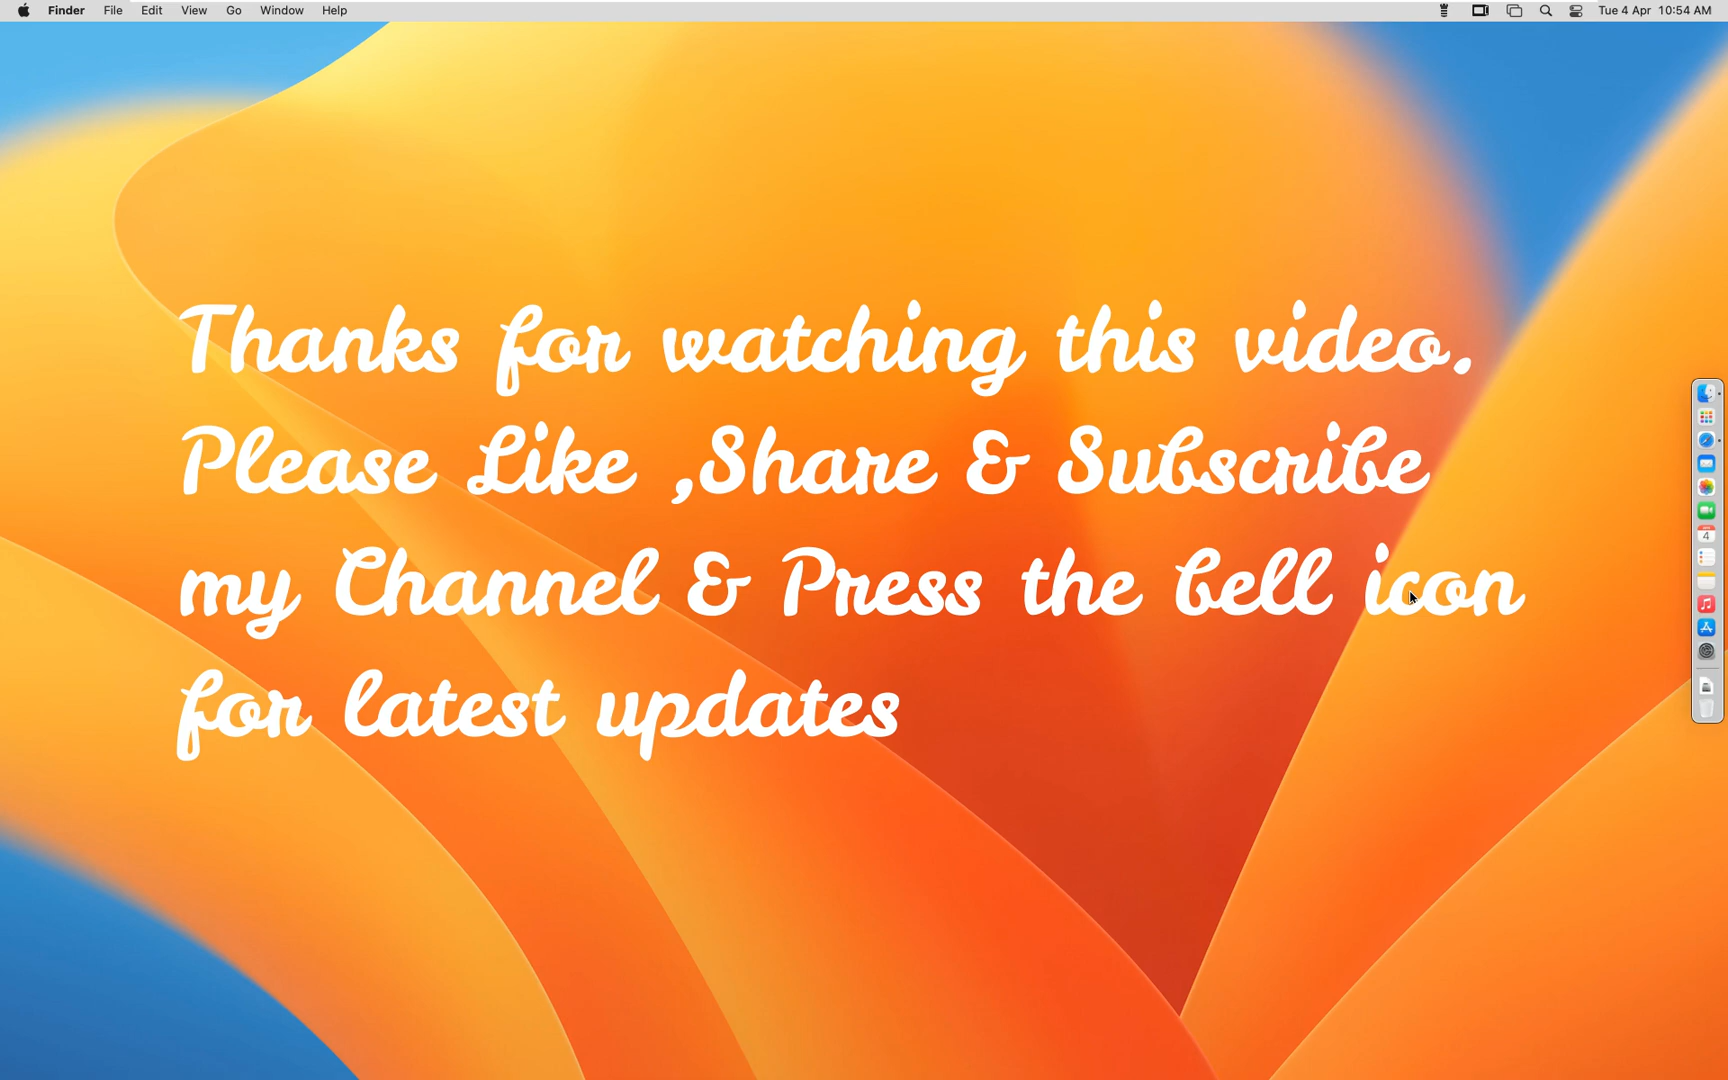 Finder File Edit View Go Window Help Tue 4 Apr 10:54 AM
Thanks for watching this video.
Please Like ,Share & Subscribe
my Channel & Press the bell icon
for latest updates
4